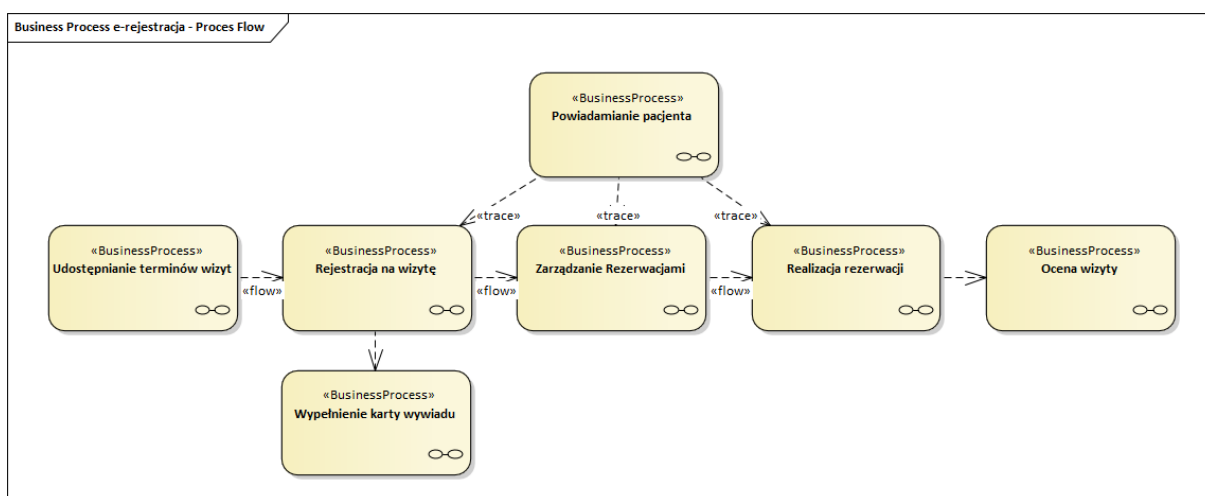 Business Process e-rejestracja - Proces Flow
«BusinessProcess»
Powiadamianie pacjenta
«trace»
«trace»
«trace»
«BusinessProcess»
Udostępnianie terminów wizyt
«flow»
«BusinessProcess»
Rejestracja na wizytę
«flow»
«BusinessProcess»
Zarządzanie Rezerwacjami
«flow»
«BusinessProcess»
Realizacja rezerwacji
«BusinessProcess»
Ocena wizyty
«BusinessProcess»
Wypełnienie karty wywiadu